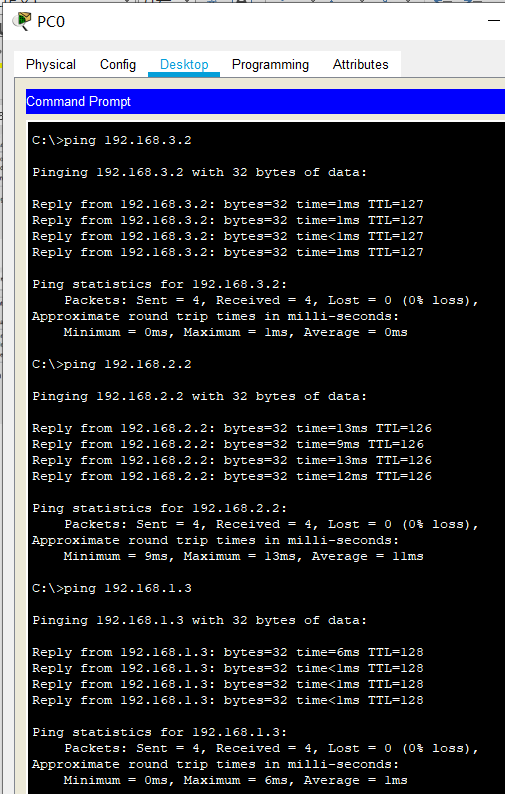 PC0
Physical Config Desktop Programming Attributes
Command Prompt
C:\>ping 192.168.3.2
Pinging 192.168.3.2 with 32 bytes of data:
Reply from 192.168.3.2: bytes=32 time=1ms TTL=127
Reply from 192.168.3.2: bytes=32 time=1ms TTL=127
Reply from 192.168.3.2: bytes=32 time<1ms TTL=127
Reply from 192.168.3.2: bytes=32 time=1ms TTL=127
Ping statistics for 192.168.3.2:
    Packets: Sent = 4, Received = 4, Lost = 0 (0% loss),
Approximate round trip times in milli-seconds:
    Minimum = 0ms, Maximum = 1ms, Average = 0ms
C:\>ping 192.168.2.2
Pinging 192.168.2.2 with 32 bytes of data:
Reply from 192.168.2.2: bytes=32 time=13ms TTL=126
Reply from 192.168.2.2: bytes=32 time=9ms TTL=126
Reply from 192.168.2.2: bytes=32 time=13ms TTL=126
Reply from 192.168.2.2: bytes=32 time=12ms TTL=126
Ping statistics for 192.168.2.2:
    Packets: Sent = 4, Received = 4, Lost = 0 (0% loss),
Approximate round trip times in milli-seconds:
    Minimum = 9ms, Maximum = 13ms, Average = 11ms
C:\>ping 192.168.1.3
Pinging 192.168.1.3 with 32 bytes of data:
Reply from 192.168.1.3: bytes=32 time=6ms TTL=128
Reply from 192.168.1.3: bytes=32 time<1ms TTL=128
Reply from 192.168.1.3: bytes=32 time<1ms TTL=128
Reply from 192.168.1.3: bytes=32 time<1ms TTL=128
Ping statistics for 192.168.1.3:
    Packets: Sent = 4, Received = 4, Lost = 0 (0% loss),
Approximate round trip times in milli-seconds:
    Minimum = 0ms, Maximum = 6ms, Average = 1ms